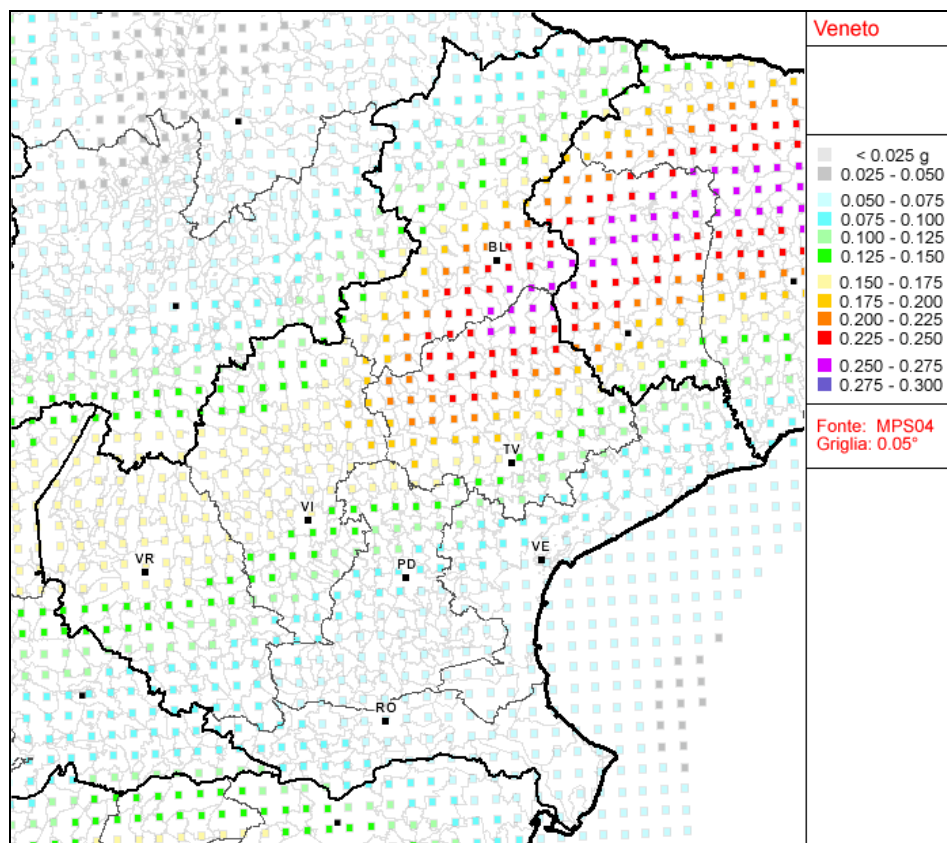 Veneto
< 0.025 g
0.025 - 0.050
0.050 - 0.075
0.075 - 0.100
0.100 - 0.125
0.125 - 0.150
0.150 - 0.175
0.175 - 0.200
0.200 - 0.225
0.225 - 0.250
0.250 - 0.275
0.275 - 0.300
Fonte: MPS04
Griglia: 0.05°
BL
TV
VI
VE
VR
PD
RO